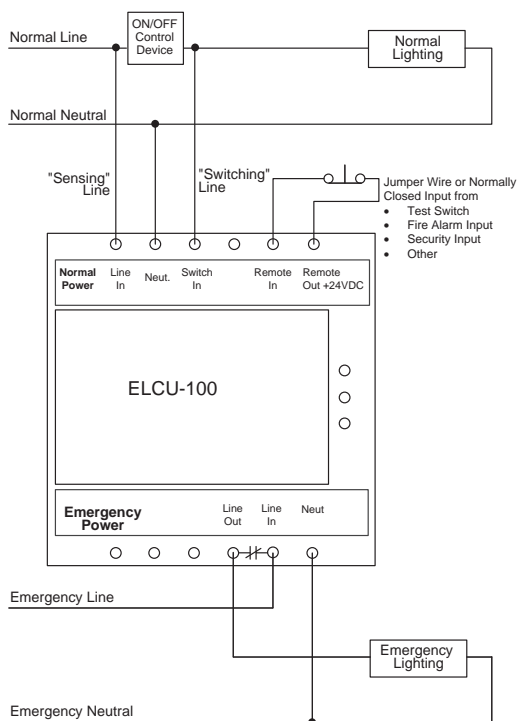 ON/OFF
Control
Device
Normal Line
Normal
Lighting
Normal Neutral
"Sensing"
Line
"Switching"
Line
Jumper Wire or Normally
Closed Input from
• Test Switch
• Fire Alarm Input
• Security Input
• Other
Normal
Power
Line
In
Neut.
Switch
In
Remote
In
Remote
Out +24VDC
ELCU-100
Emergency
Power
Line
Out
Line
In
Neut
Emergency Line
Emergency
Lighting
Emergency Neutral